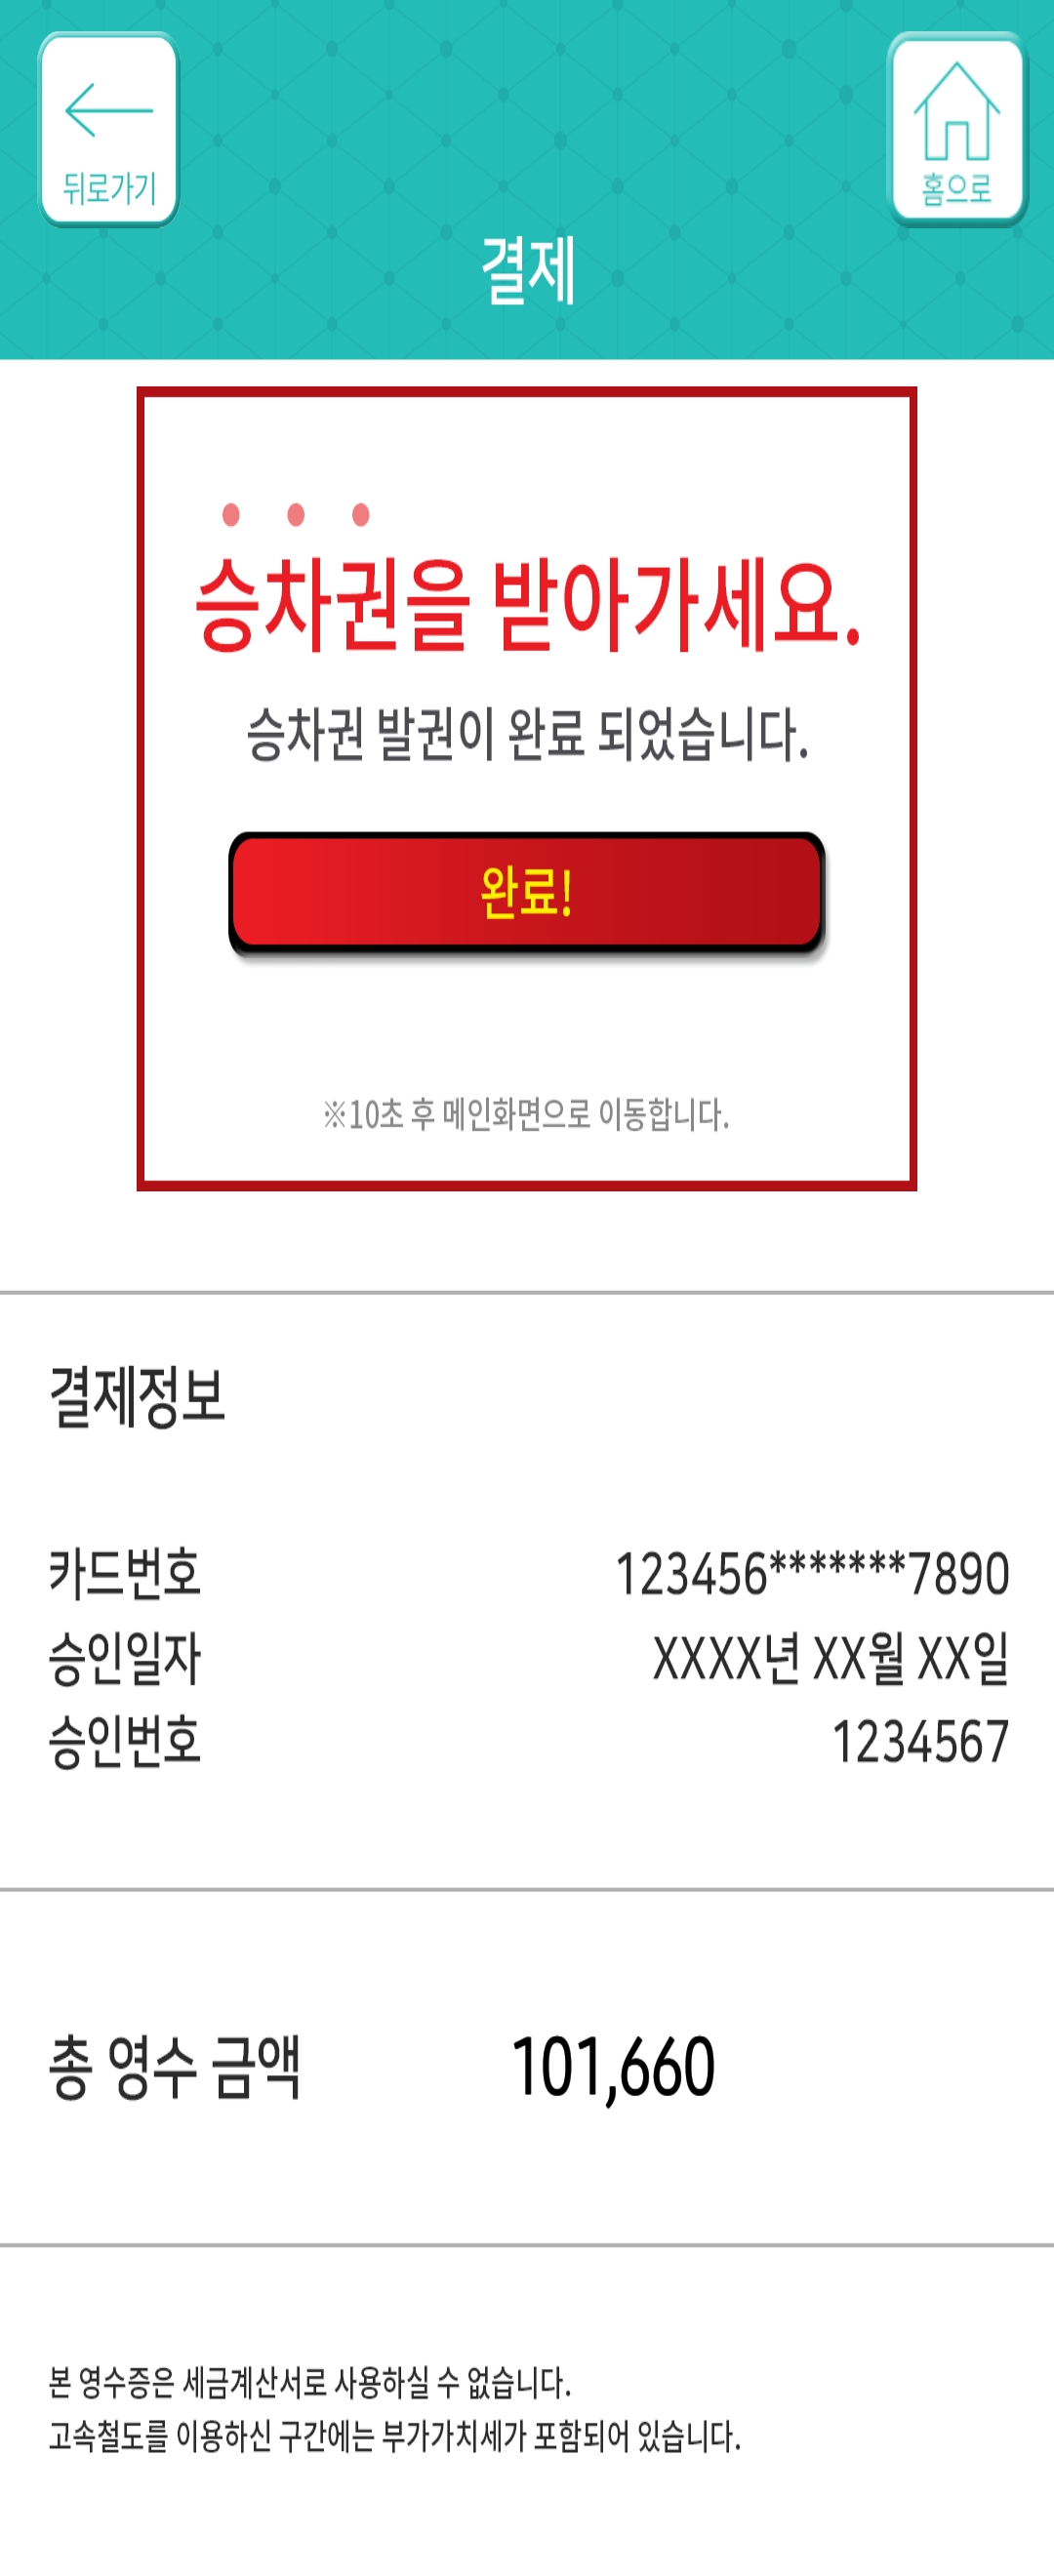 뒤로가기
홈으로
결제
승차권을 받아가세요.
승차권 발권이 완료 되었습니다.
완료!
※10초 후 메인화면으로 이동합니다.
결제정보
카드번호 123456*******7890
승인일자 XXXX년 XX월 XX일
승인번호 1234567
총 영수 금액 101,660
본 영수증은 세금계산서로 사용하실 수 없습니다.
고속철도를 이용하신 구간에는 부가가치세가 포함되어 있습니다.